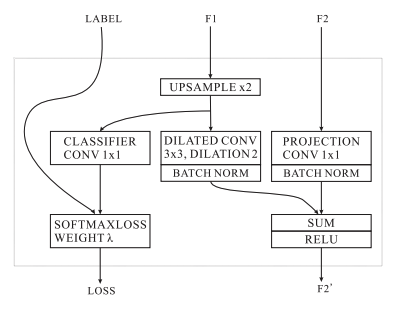 LABEL
F1
F2
UPSAMPLE x2
CLASSIFIER
CONV 1x1
DILATED CONV
3x3, DILATION 2
BATCH NORM
PROJECTION
CONV 1x1
BATCH NORM
SOFTMAXLOSS
WEIGHT λ
SUM
RELU
LOSS
F2'